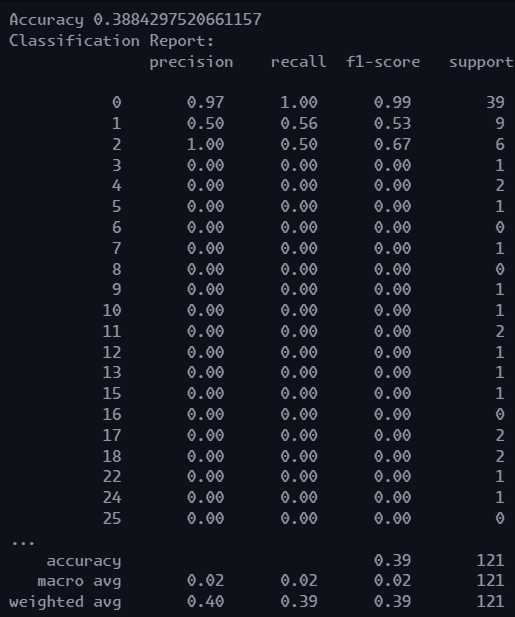 Accuracy 0.3884297520661157
Classification Report:
precision recall f1-score support
0 0.97 1.00 0.99 39
1 0.50 0.56 0.53 9
2 1.00 0.50 0.67 6
3 0.00 0.00 0.00 1
4 0.00 0.00 0.00 2
5 0.00 0.00 0.00 1
6 0.00 0.00 0.00 0
7 0.00 0.00 0.00 1
8 0.00 0.00 0.00 0
9 0.00 0.00 0.00 1
10 0.00 0.00 0.00 1
11 0.00 0.00 0.00 2
12 0.00 0.00 0.00 1
13 0.00 0.00 0.00 1
15 0.00 0.00 0.00 1
16 0.00 0.00 0.00 0
17 0.00 0.00 0.00 2
18 0.00 0.00 0.00 2
22 0.00 0.00 0.00 1
24 0.00 0.00 0.00 1
25 0.00 0.00 0.00 0
...
accuracy 0.39 121
macro avg 0.02 0.02 0.02 121
weighted avg 0.40 0.39 0.39 121